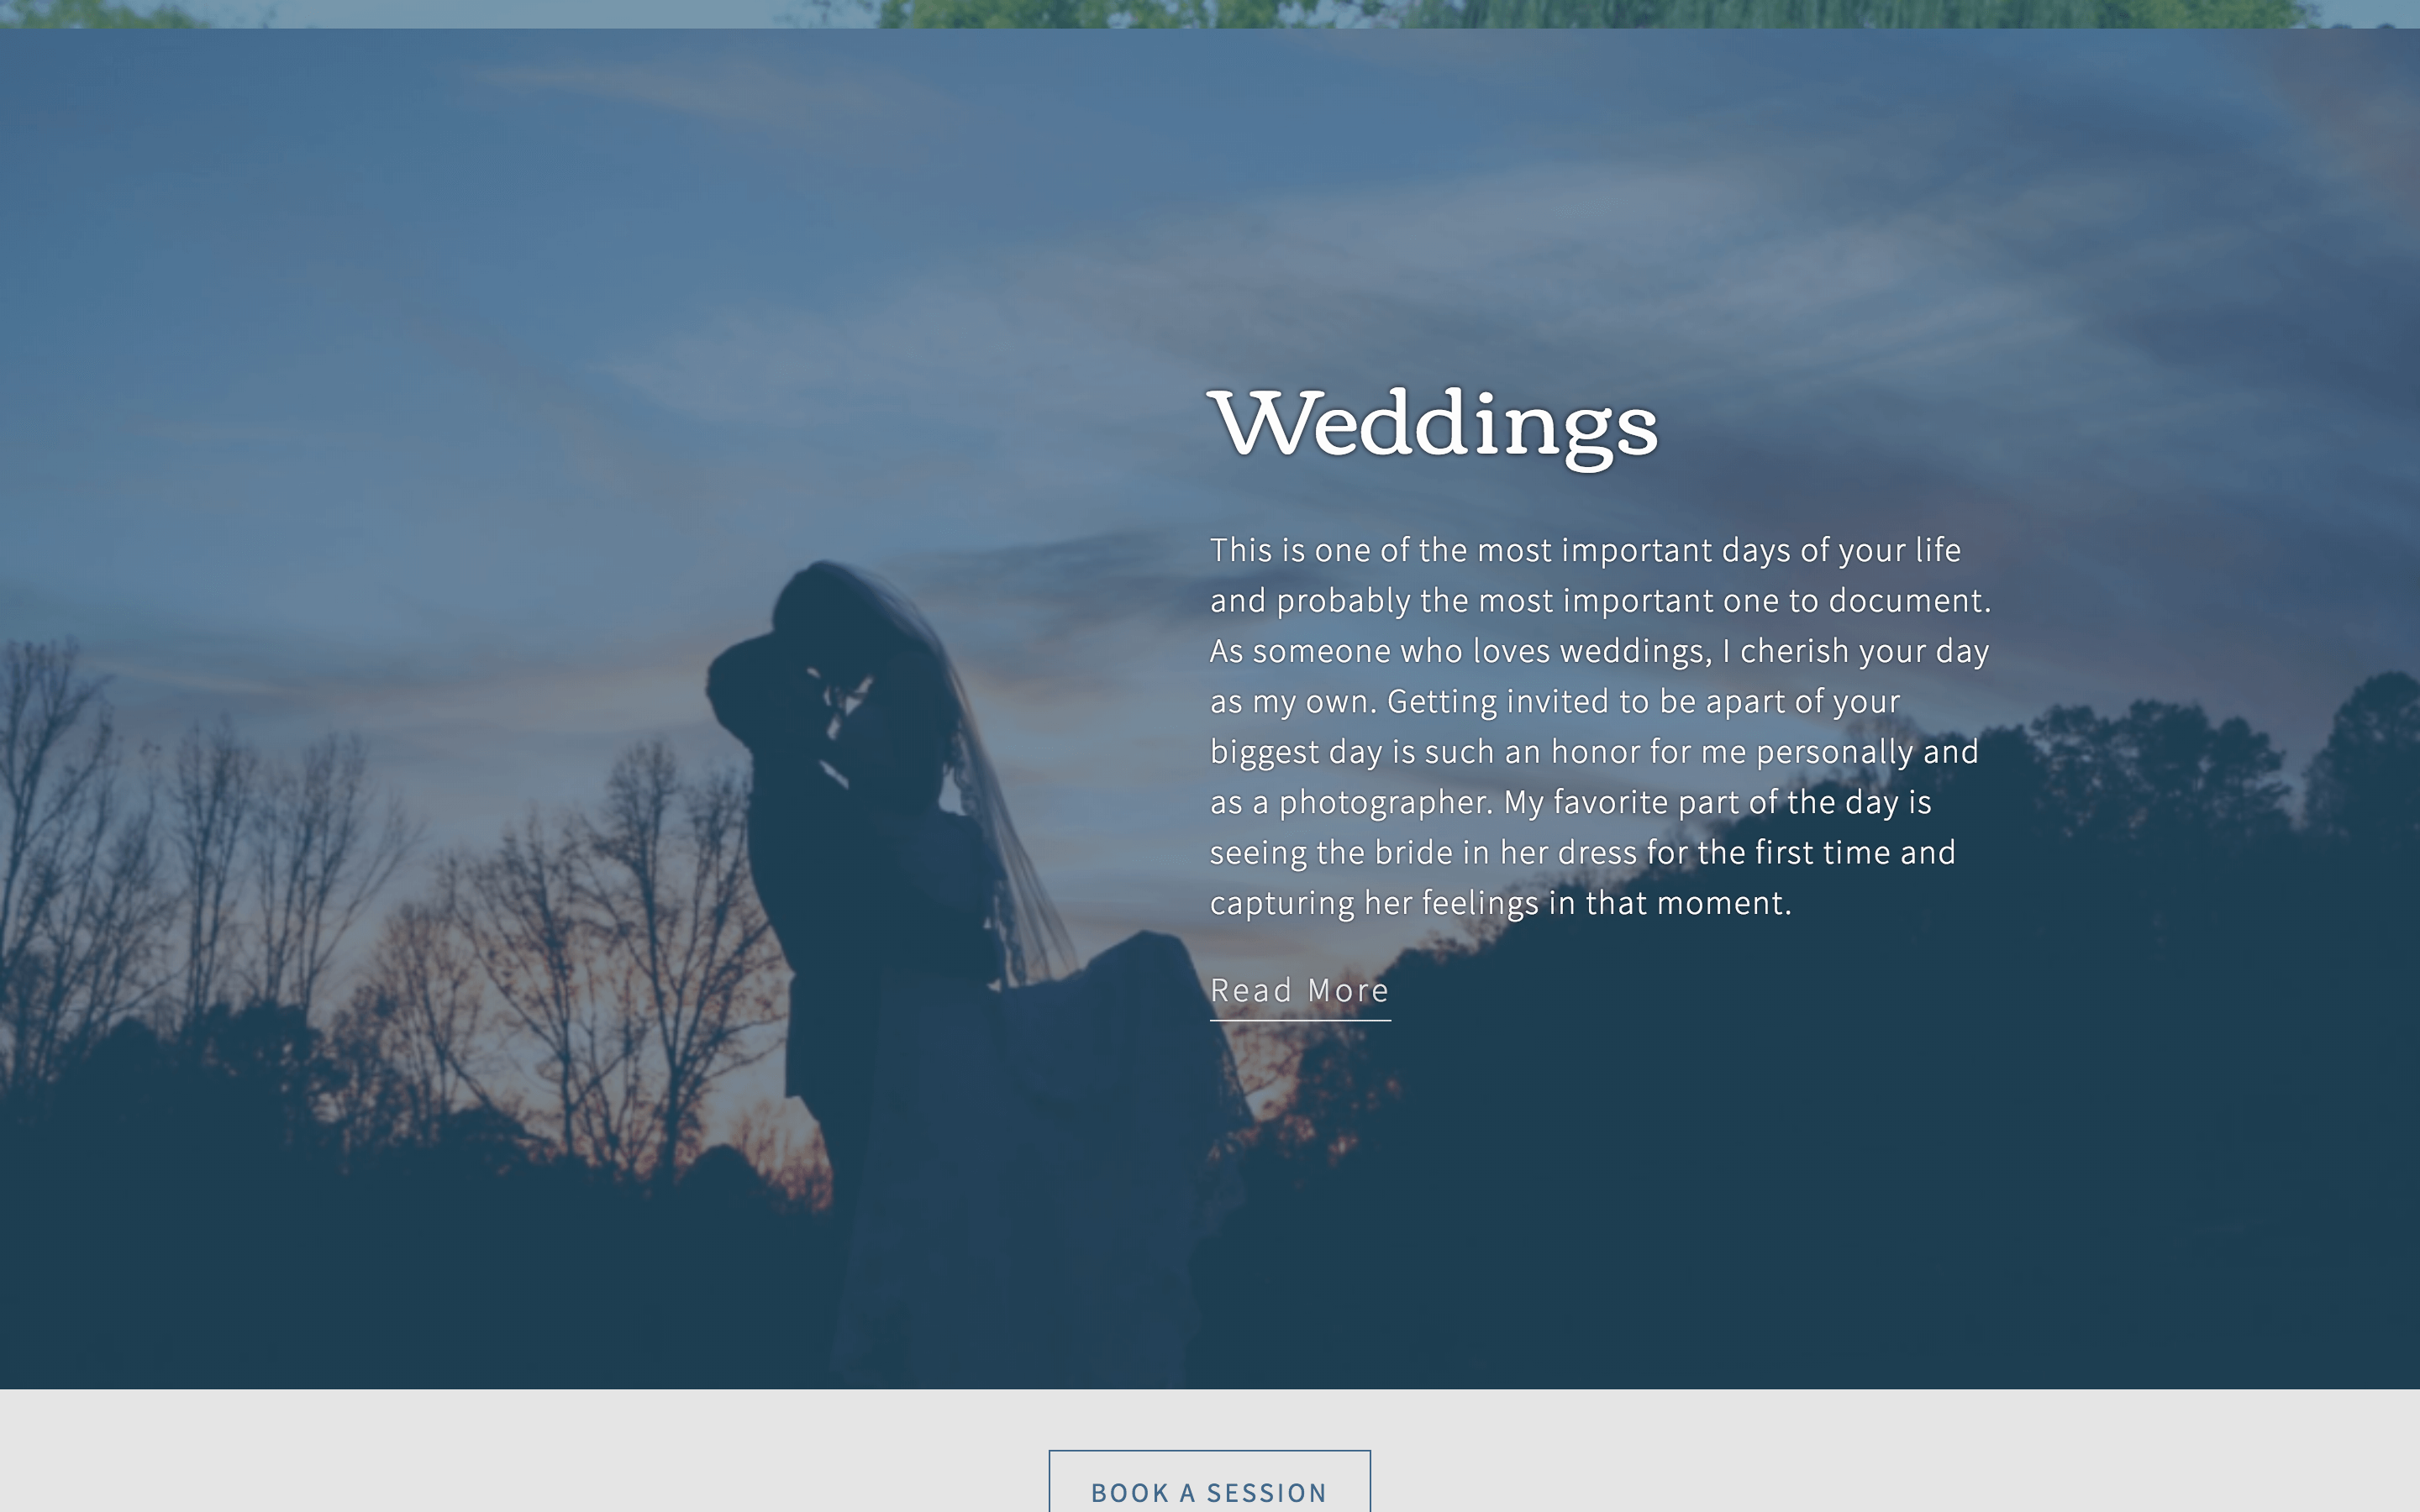 Weddings
This is one of the most important days of your life
and probably the most important one to document.
As someone who loves weddings, I cherish your day
as my own. Getting invited to be apart of your
biggest day is such an honor for me personally and
as a photographer. My favorite part of the day is
seeing the bride in her dress for the first time and
capturing her feelings in that moment.
Read More
BOOK A SESSION